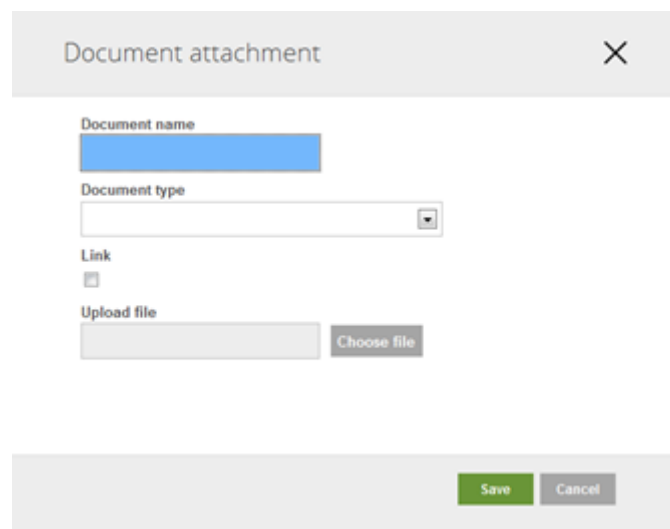 Document attachment
Document name
Document type
Link
Upload file
Choose file
Save Cancel